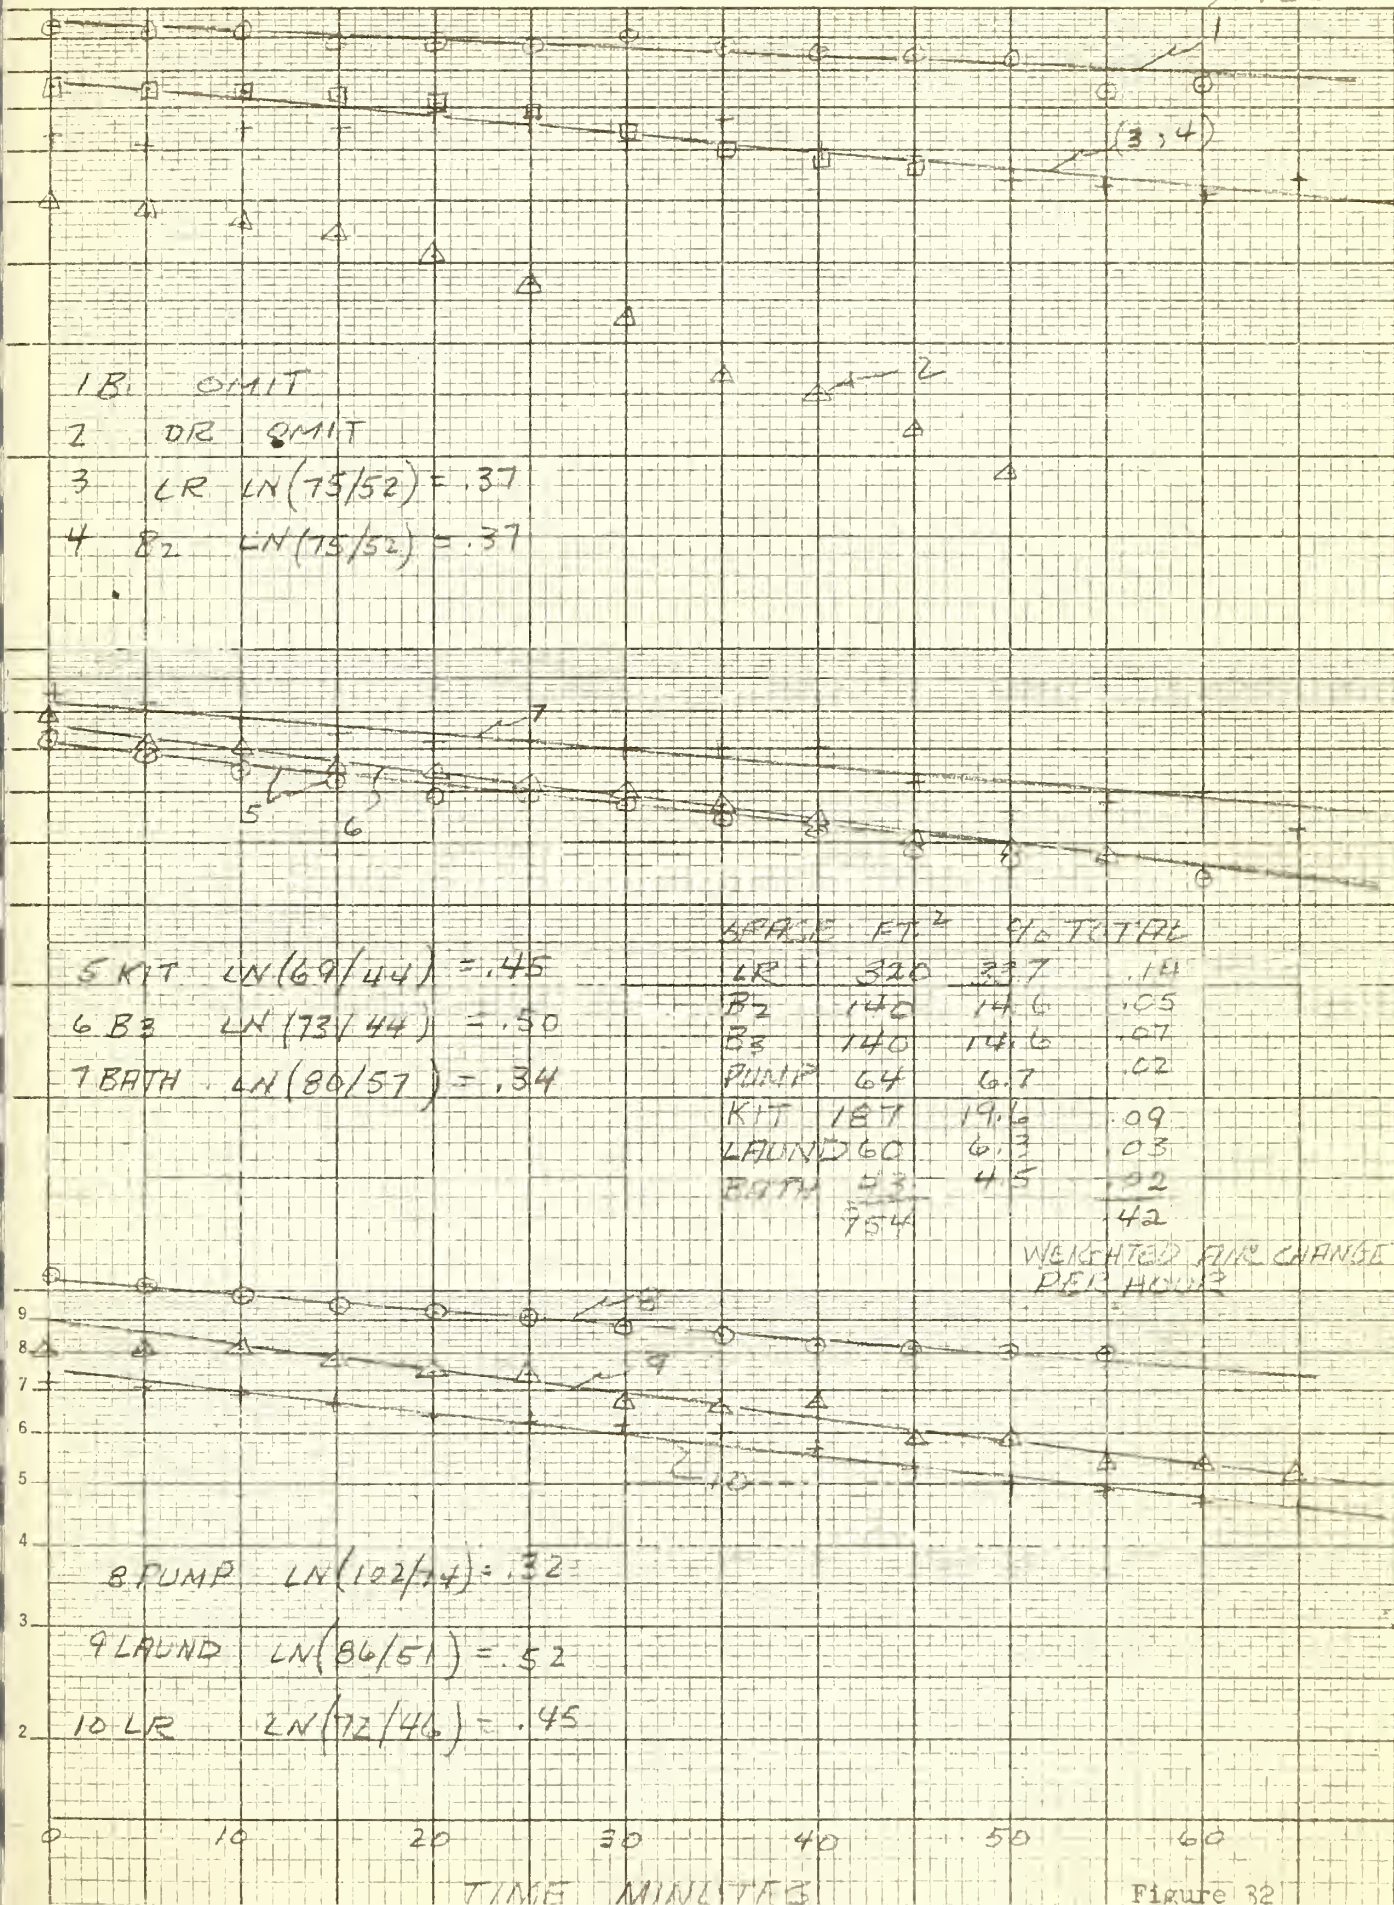 1
(3,4)
2
1 B1 OMIT
2 DR OMIT
3 LR LN(75/52) = .37
4 B2 LN(75/52) = .37
7
5
6
5 KIT LN(69/44) = .45
6 B3 LN(73/44) = .50
7 BATH LN(80/57) = .34
SPACE FT.² % TOTAL
LR 320 33.7 .14
B2 140 14.6 .05
B3 140 14.6 .07
PUMP 64 6.7 .02
KIT 187 19.6 .09
LAUND 60 6.3 .03
BATH 43 4.5 .02
954 .42
WEIGHTED AIR CHANGE
PER HOUR
8
9
10
9
8
7
6
5
4
3
2
8 PUMP LN(102/74) = .32
9 LAUND LN(86/51) = .52
10 LR LN(72/46) = .45
0 10 20 30 40 50 60
TIME MINUTES
Figure 32